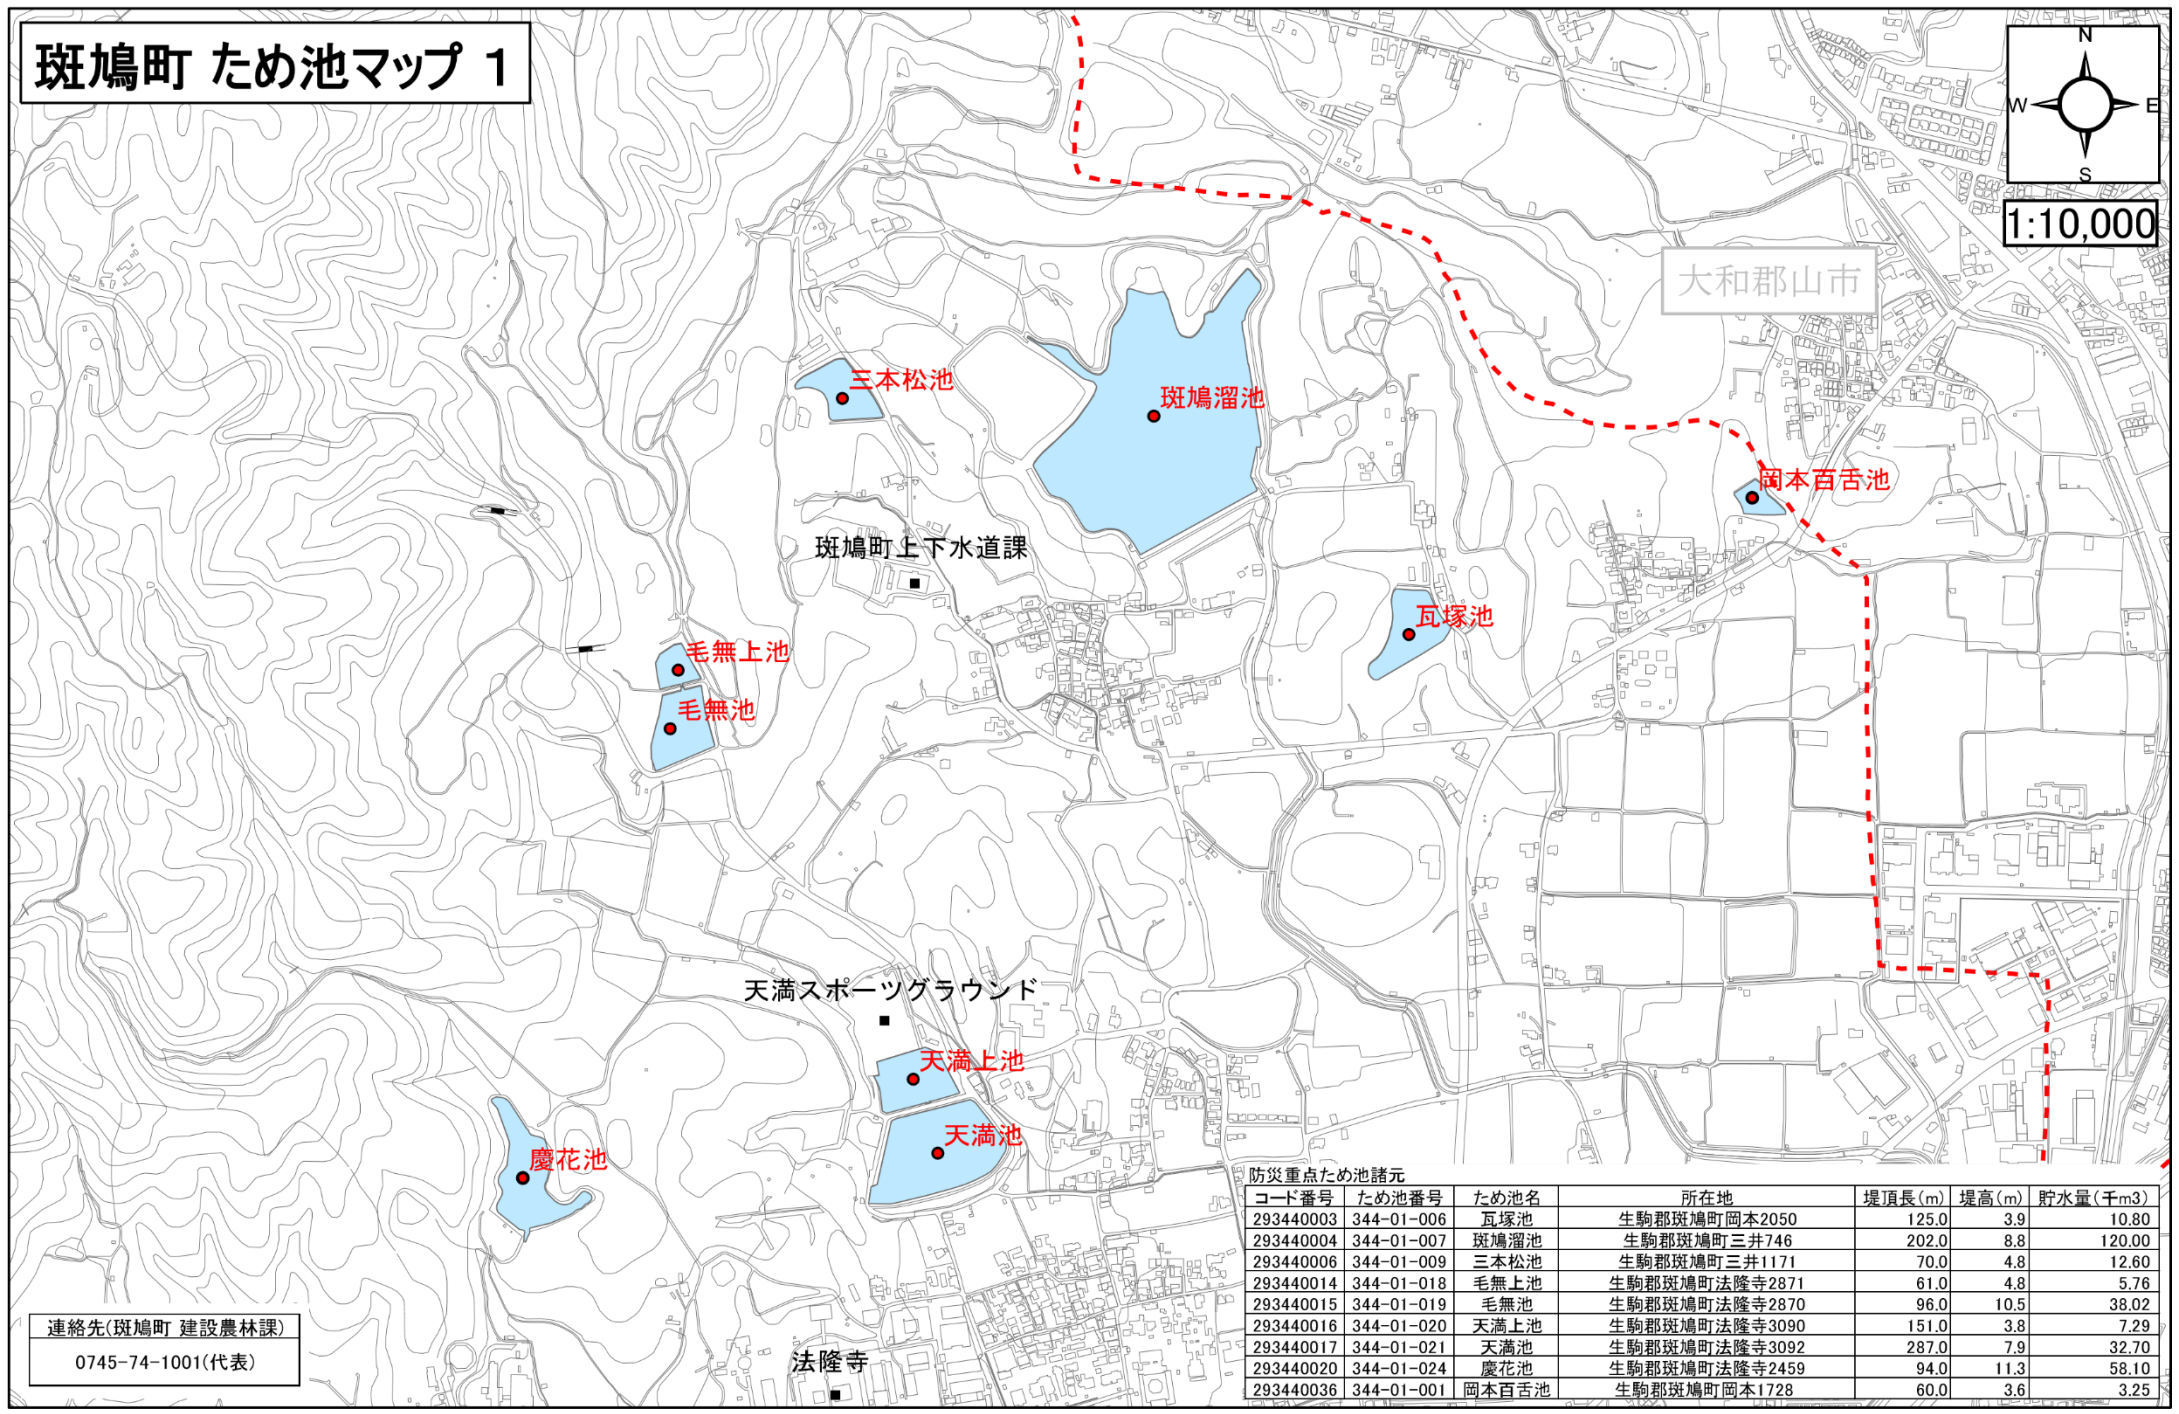 斑鳩町 ため池マップ 1
N
W E
S
1:10,000
大和郡山市
三本松池
斑鳩溜池
岡本百舌池
斑鳩町上下水道課
瓦塚池
毛無上池
毛無池
天満スポーツグラウンド
天満上池
天満池
慶花池
法隆寺
連絡先(斑鳩町 建設農林課)
0745-74-1001(代表)
防災重点ため池諸元
コード番号 ため池番号 ため池名 所在地 堤頂長(m) 堤高(m) 貯水量(千m3)
293440003 344-01-006 瓦塚池 生駒郡斑鳩町岡本2050 125.0 3.9 10.80
293440004 344-01-007 斑鳩溜池 生駒郡斑鳩町三井746 202.0 8.8 120.00
293440006 344-01-009 三本松池 生駒郡斑鳩町三井1171 70.0 4.8 12.60
293440014 344-01-018 毛無上池 生駒郡斑鳩町法隆寺2871 61.0 4.8 5.76
293440015 344-01-019 毛無池 生駒郡斑鳩町法隆寺2870 96.0 10.5 38.02
293440016 344-01-020 天満上池 生駒郡斑鳩町法隆寺3090 151.0 3.8 7.29
293440017 344-01-021 天満池 生駒郡斑鳩町法隆寺3092 287.0 7.9 32.70
293440020 344-01-024 慶花池 生駒郡斑鳩町法隆寺2459 94.0 11.3 58.10
293440036 344-01-001 岡本百舌池 生駒郡斑鳩町岡本1728 60.0 3.6 3.25